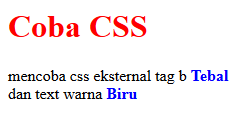 Coba CSS
mencoba css eksternal tag b Tebal
dan text warna Biru